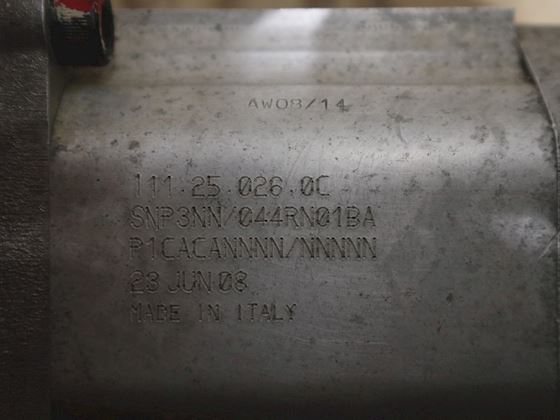 AW08/14
111.25.026.0C
SNP3NN/044RN01BA
P1CACANNNN/NNNNN
23 JUN 08
MADE IN ITALY